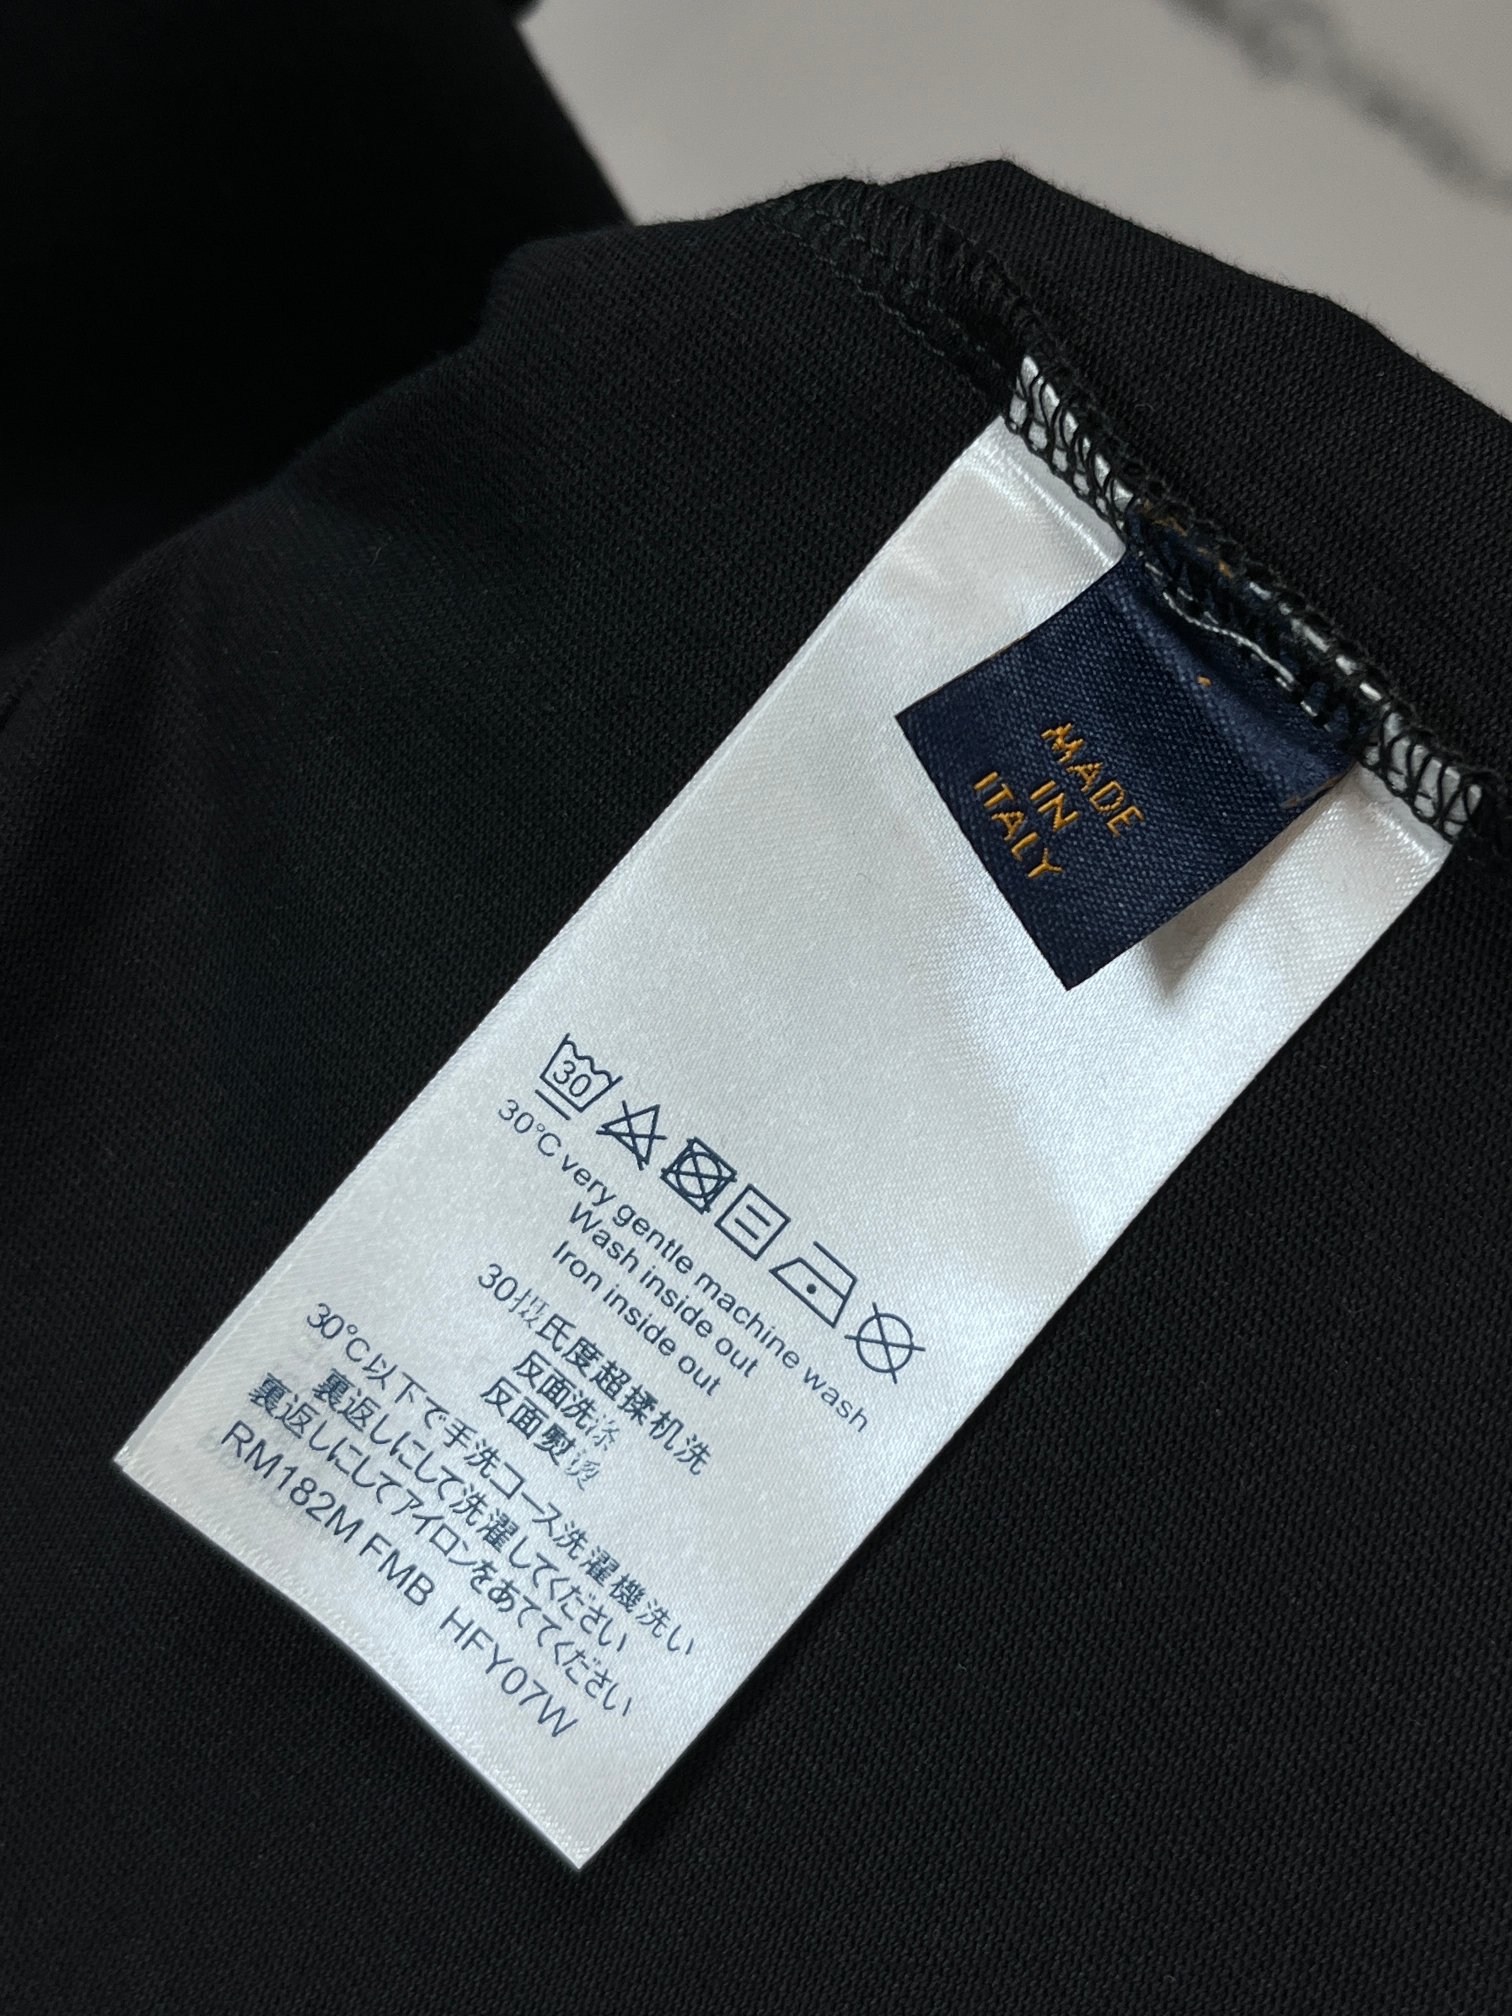 MADE
IN
ITALY
30
30°C very gentle machine wash
Wash inside out
Iron inside out
30摄氏度超揉机洗
反面洗涤
反面熨烫
30°C以下で手洗コース洗濯機洗い
裏返しにして洗濯してください
裏返しにしてアイロンをあててください
RM182M FMB HFY07W